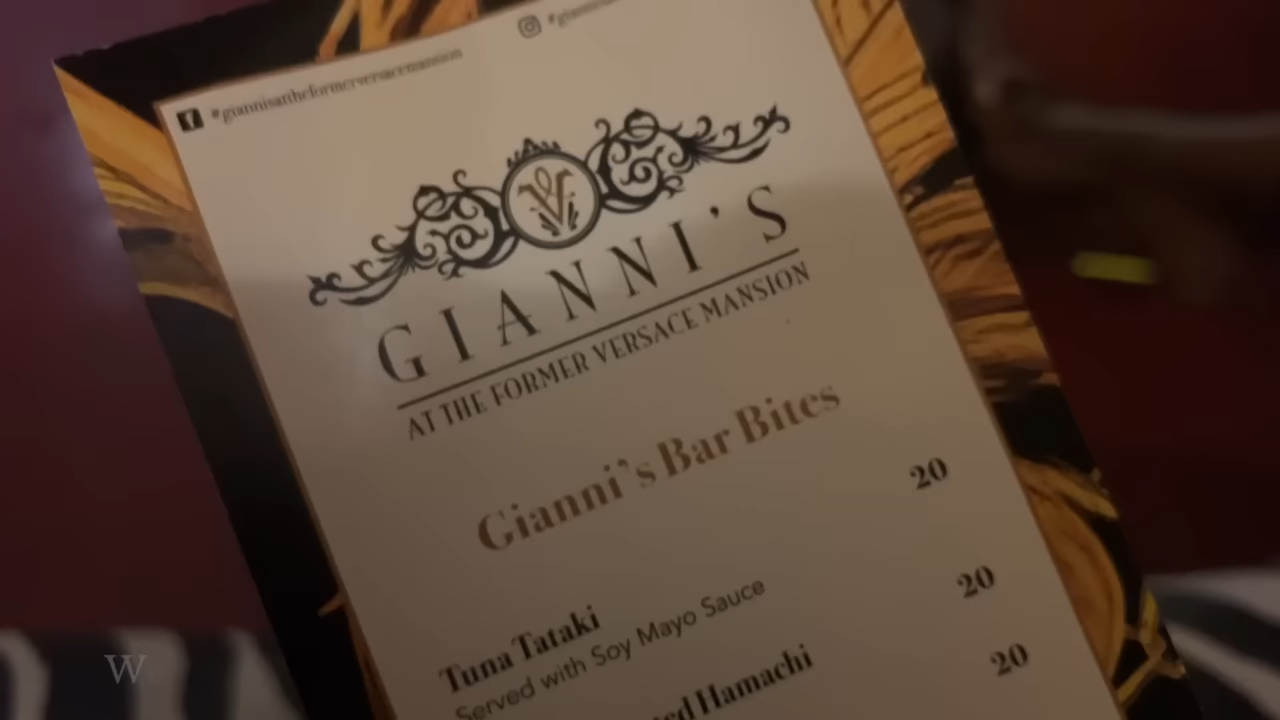 #giannisattheformerversacemansion
GIANNI'S
AT THE FORMER VERSACE MANSION
Gianni's Bar Bites
20
Tuna Tataki 20
Served with Soy Mayo Sauce
Hamachi 20
W